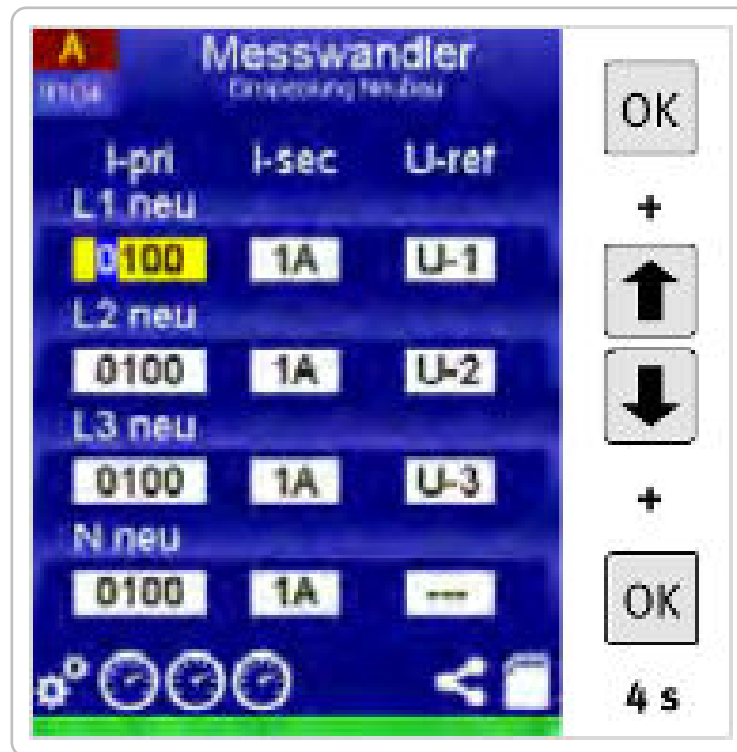 A
Messwandler
I-pri I-sec U-ref
L1 neu
0100 1A U-1
L2 neu
0100 1A U-2
L3 neu
0100 1A U-3
N neu
0100 1A ---
OK
+
+
OK
4 s